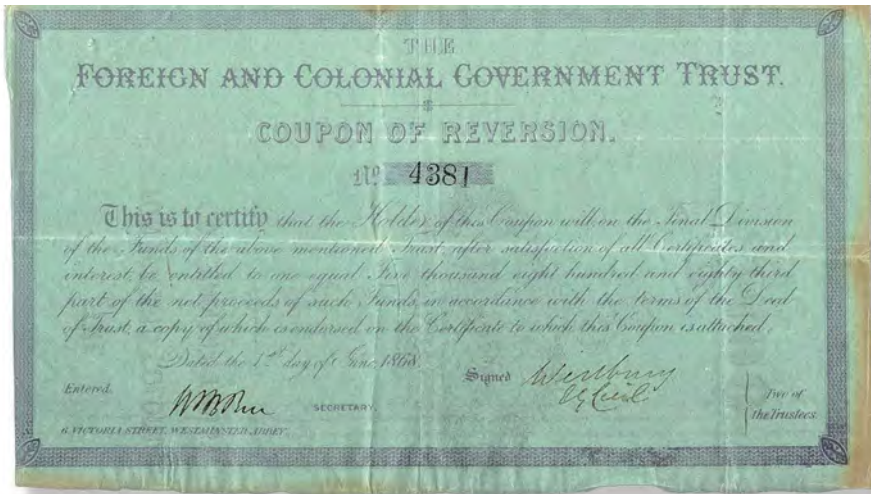 THE
FOREIGN AND COLONIAL GOVERNMENT TRUST.
COUPON OF REVERSION.
No 4381
This is to certify that the Holder of this Coupon will on the Final Division
of the Funds of the above mentioned Trust, after satisfaction of all Certificates and
interest, be entitled to one equal Five thousand eight hundred and eighty third
part of the net proceeds of such Funds, in accordance with the terms of the Deed
of Trust, a copy of which is endorsed on the Certificate to which this Coupon is attached.
Dated the 1st day of June, 1868.
Signed Westbury
Entered.
SECRETARY.
Two of
the Trustees
6, VICTORIA STREET, WESTMINSTER ABBEY.